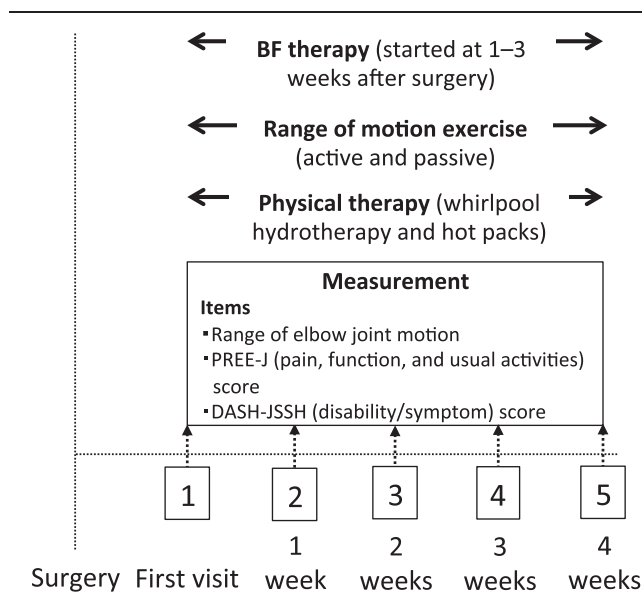 BF therapy (started at 1–3
weeks after surgery)
Range of motion exercise
(active and passive)
Physical therapy (whirlpool
hydrotherapy and hot packs)
Measurement
Items
▪Range of elbow joint motion
▪PREE-J (pain, function, and usual activities)
score
▪DASH-JSSH (disability/symptom) score
1 2 3 4 5
1 2 3 4
Surgery First visit week weeks weeks weeks